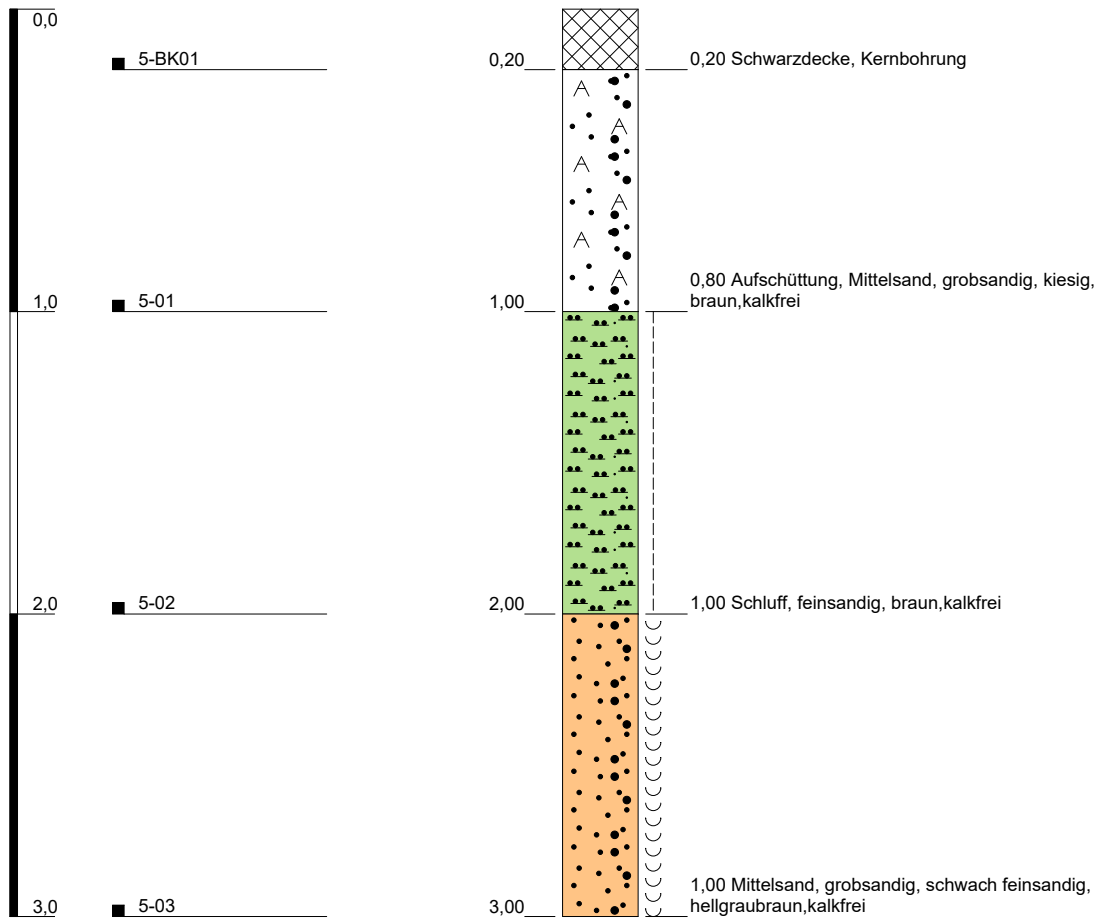 0,0
5-BK01
0,20
0,20 Schwarzdecke, Kernbohrung
0,80 Aufschüttung, Mittelsand, grobsandig, kiesig,
braun,kalkfrei
1,0
5-01
1,00
2,0
5-02
2,00
1,00 Schluff, feinsandig, braun,kalkfrei
1,00 Mittelsand, grobsandig, schwach feinsandig,
hellgraubraun,kalkfrei
3,0
5-03
3,00